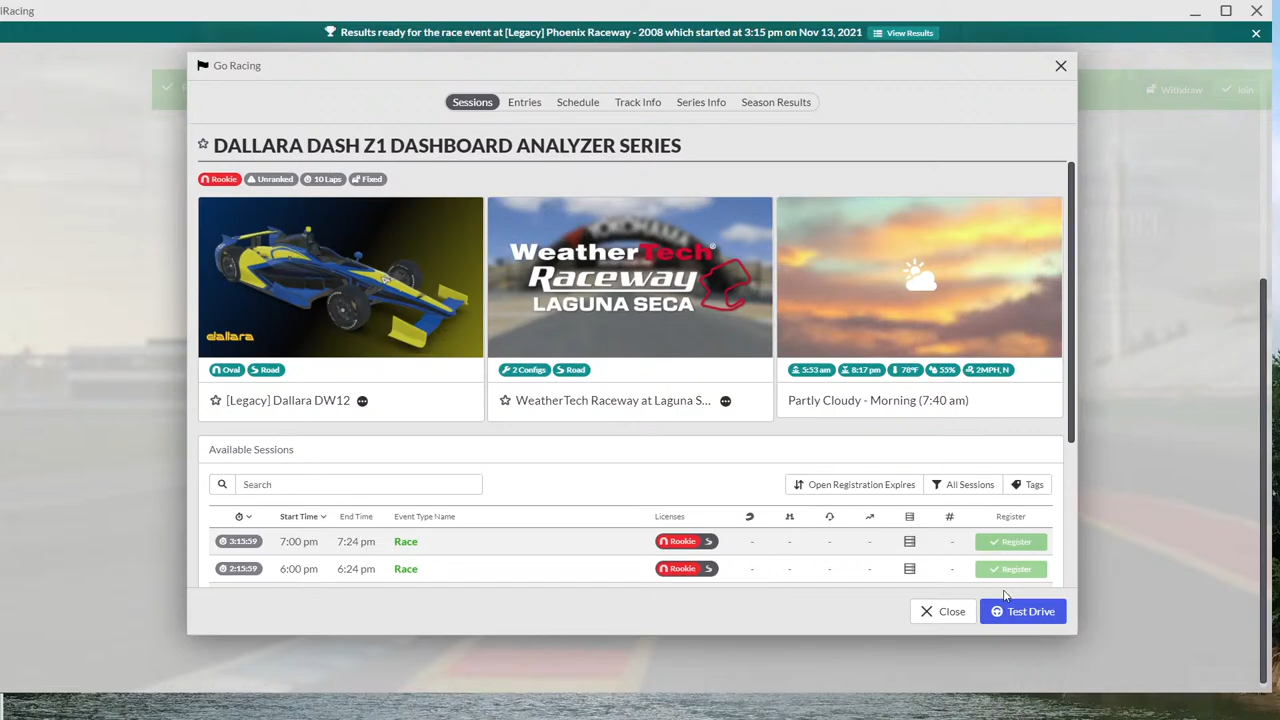 iRacing
Results ready for the race event at [Legacy] Phoenix Raceway - 2008 which started at 3:15 pm on Nov 13, 2021 View Results
Go Racing
Withdraw Join
Sessions Entries Schedule Track Info Series Info Season Results
DALLARA DASH Z1 DASHBOARD ANALYZER SERIES
Rookie Unranked 10 Laps Fixed
WeatherTech®
Raceway
LAGUNA SECA
dallara
Oval Road 2 Configs Road 5:53 am 8:17 pm 78°F 55% 2MPH, N
[Legacy] Dallara DW12 WeatherTech Raceway at Laguna S... Partly Cloudy - Morning (7:40 am)
Available Sessions
Search Open Registration Expires All Sessions Tags
Start Time End Time Event Type Name Licenses # Register
3:15:59 7:00 pm 7:24 pm Race Rookie - - - - - Register
2:15:59 6:00 pm 6:24 pm Race Rookie - - - - - Register
Close Test Drive